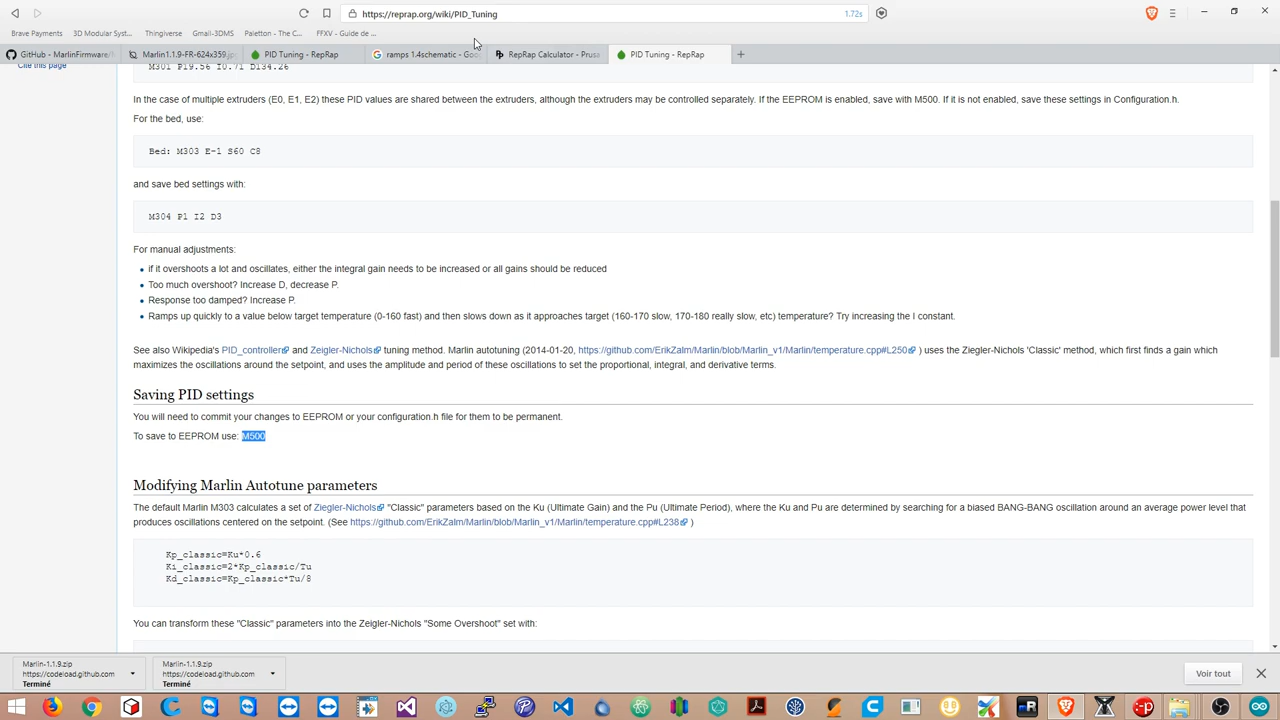 https://reprap.org/wiki/PID_Tuning
1.72s
Brave Payments
3D Modular Syst...
Thingiverse
Gmail-3DMS
Paletton - The C...
FFXV - Guide de ...
GitHub - MarlinFirmware/
Marlin1.1.9-FR-624x359.jp
PID Tuning - RepRap
ramps 1.4schematic - Goo
RepRap Calculator - Prusa
PID Tuning - RepRap
Cite this page
M301 P19.56 I0.71 D134.26
In the case of multiple extruders (E0, E1, E2) these PID values are shared between the extruders, although the extruders may be controlled separately. If the EEPROM is enabled, save with M500. If it is not enabled, save these settings in Configuration.h.
For the bed, use:
Bed: M303 E-1 S60 C8
and save bed settings with:
M304 P1 I2 D3
For manual adjustments:
if it overshoots a lot and oscillates, either the integral gain needs to be increased or all gains should be reduced
Too much overshoot? Increase D, decrease P.
Response too damped? Increase P.
Ramps up quickly to a value below target temperature (0-160 fast) and then slows down as it approaches target (160-170 slow, 170-180 really slow, etc) temperature? Try increasing the I constant.
See also Wikipedia's PID_controller and Zeigler-Nichols tuning method. Marlin autotuning (2014-01-20, https://github.com/ErikZalm/Marlin/blob/Marlin_v1/Marlin/temperature.cpp#L250 ) uses the Ziegler-Nichols 'Classic' method, which first finds a gain which
maximizes the oscillations around the setpoint, and uses the amplitude and period of these oscillations to set the proportional, integral, and derivative terms.
Saving PID settings
You will need to commit your changes to EEPROM or your configuration.h file for them to be permanent.
To save to EEPROM use: M500
Modifying Marlin Autotune parameters
The default Marlin M303 calculates a set of Ziegler-Nichols "Classic" parameters based on the Ku (Ultimate Gain) and the Pu (Ultimate Period), where the Ku and Pu are determined by searching for a biased BANG-BANG oscillation around an average power level that
produces oscillations centered on the setpoint. (See https://github.com/ErikZalm/Marlin/blob/Marlin_v1/Marlin/temperature.cpp#L238 )
Kp_classic=Ku*0.6
Ki_classic=2*Kp_classic/Tu
Kd_classic=Kp_classic*Tu/8
You can transform these "Classic" parameters into the Zeigler-Nichols "Some Overshoot" set with:
Marlin-1.1.9.zip
https://codeload.github.com
Terminé
Marlin-1.1.9.zip
https://codeload.github.com
Terminé
Voir tout